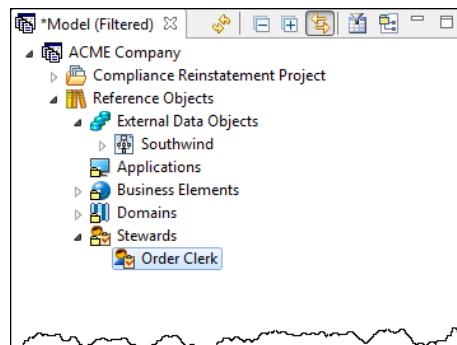 *Model (Filtered)
ACME Company
Compliance Reinstatement Project
Reference Objects
External Data Objects
Southwind
Applications
Business Elements
Domains
Stewards
Order Clerk